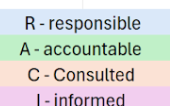 R - responsible
A - accountable
C - Consulted
I - informed